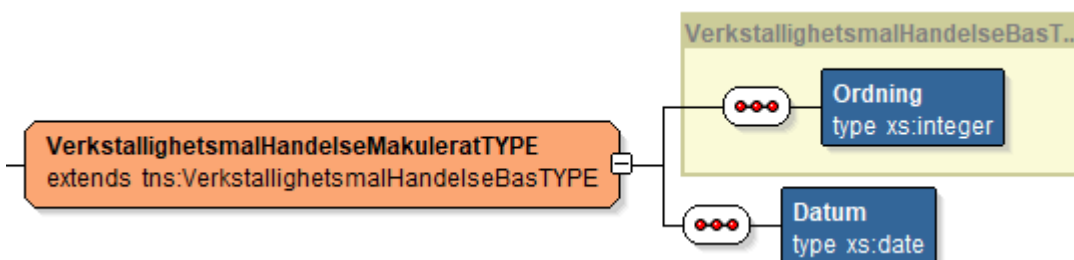 VerkstallighetsmalHandelseBasT...
Ordning
type xs:integer
VerkstallighetsmalHandelseMakuleratTYPE
extends tns:VerkstallighetsmalHandelseBasTYPE
Datum
type xs:date